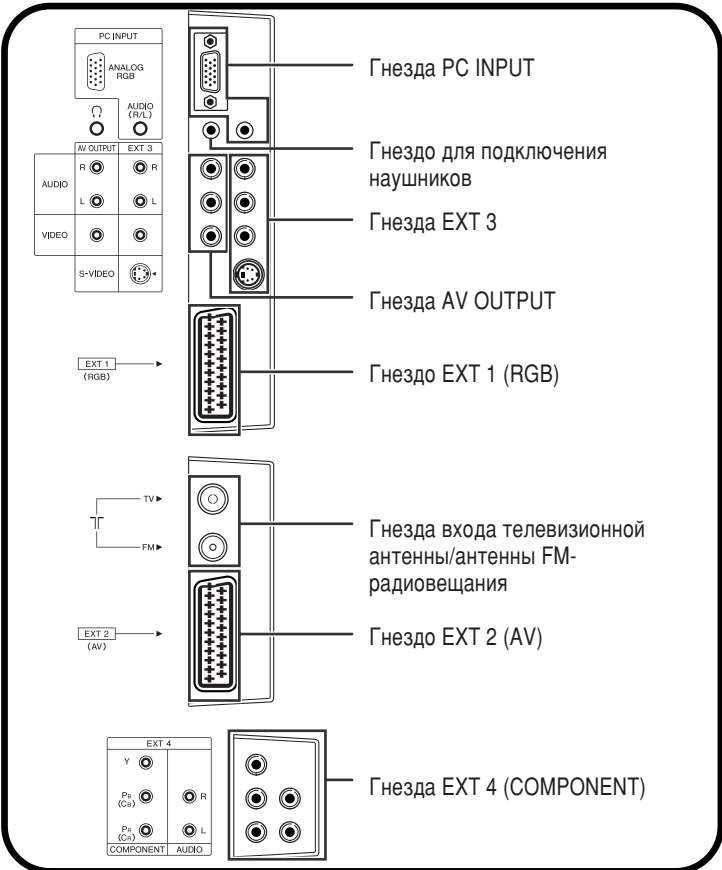 PC INPUT
ANALOG
RGB
AUDIO
(R/L)
AV OUTPUT
EXT 3
AUDIO
R
R
L
L
VIDEO
S-VIDEO
EXT 1
(RGB)
Гнезда PC INPUT
Гнездо для подключения
наушников
Гнезда EXT 3
Гнезда AV OUTPUT
Гнездо EXT 1 (RGB)
TV
FM
EXT 2
(AV)
Гнезда входа телевизионной
антенны/антенны FM-
радиовещания
Гнездо EXT 2 (AV)
EXT 4
Y
PB
(CB)
R
PR
(CR)
L
COMPONENT
AUDIO
Гнезда EXT 4 (COMPONENT)